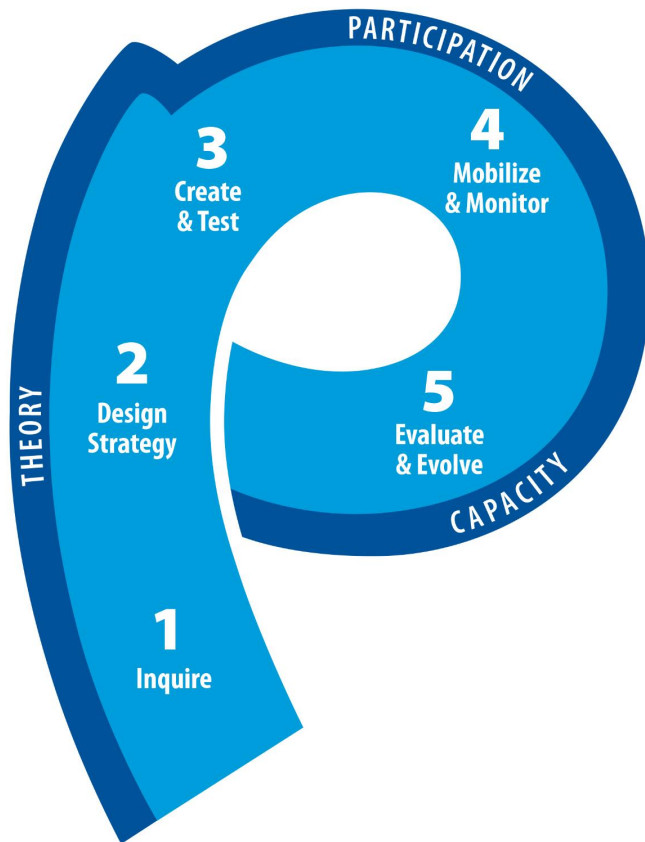 PARTICIPATION
3
Create
& Test
4
Mobilize
& Monitor
THEORY
2
Design
Strategy
5
Evaluate
& Evolve
CAPACITY
1
Inquire